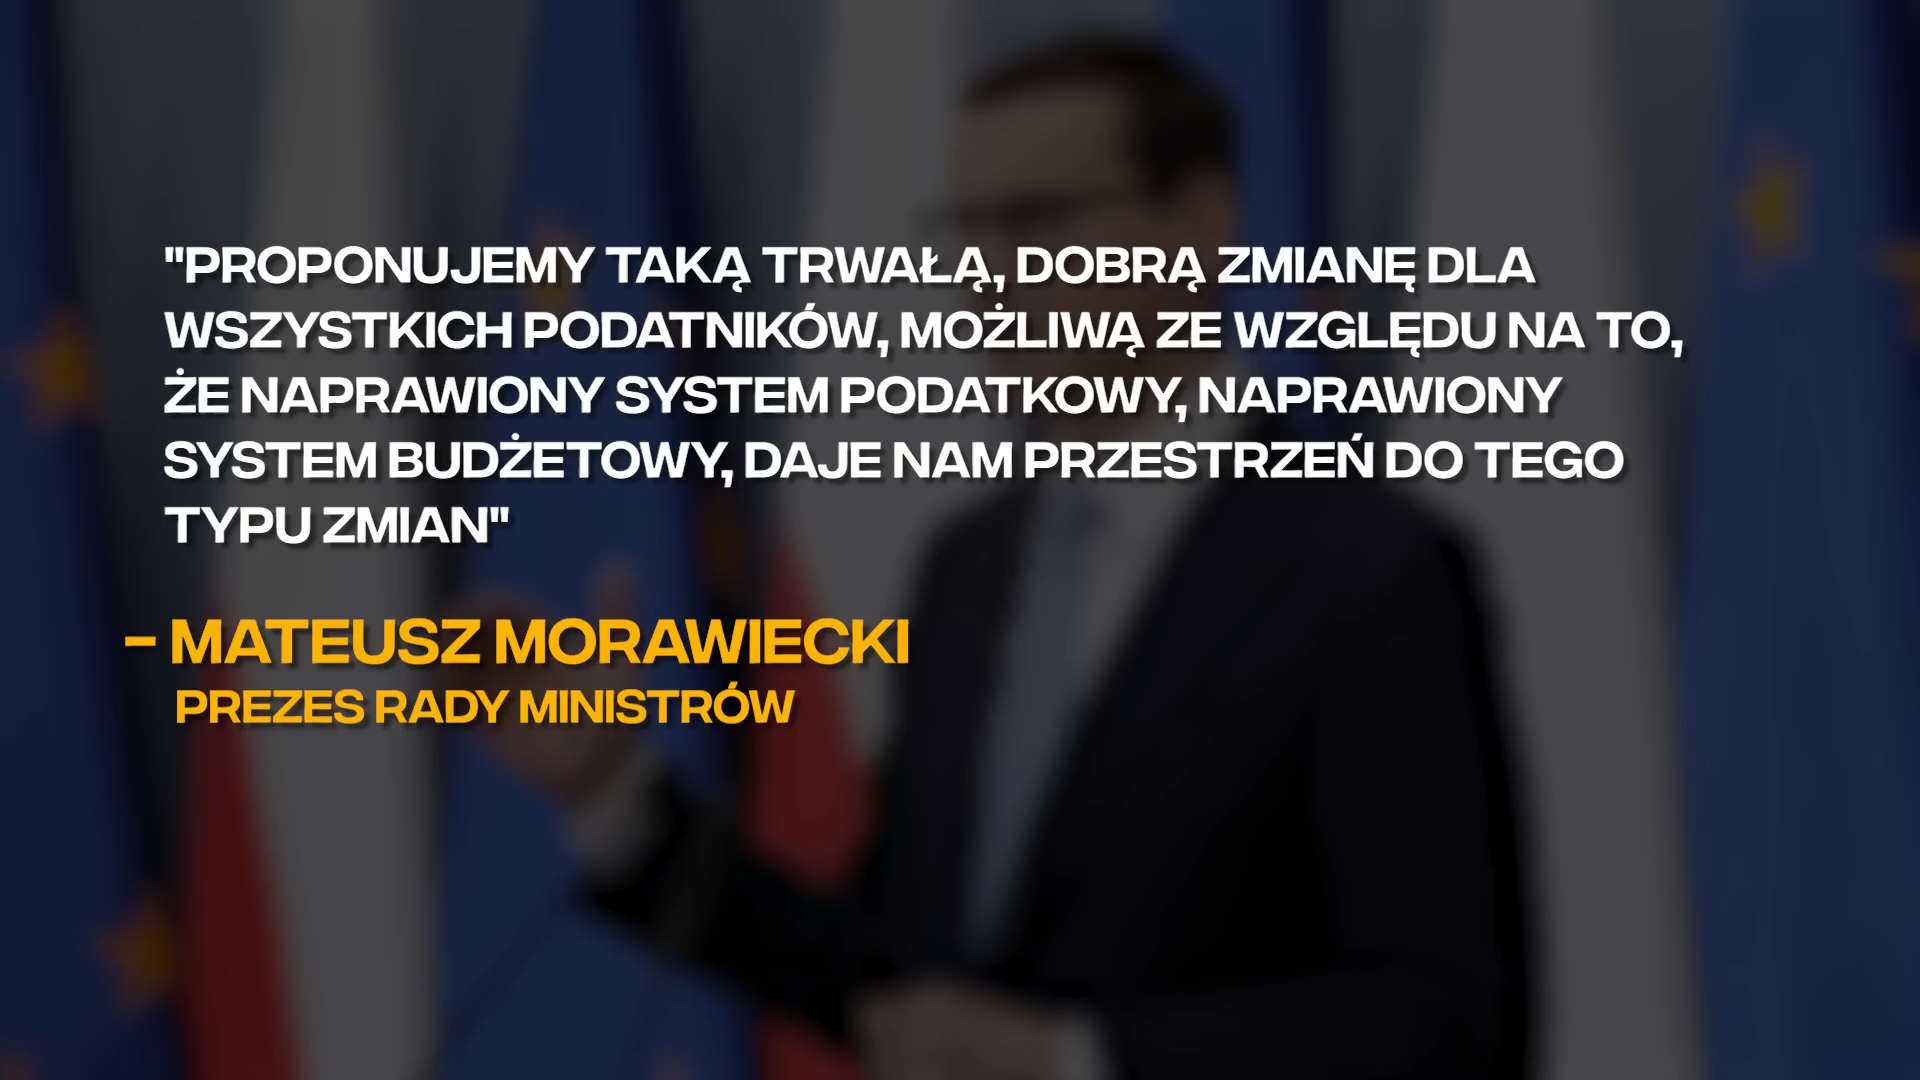 "PROPONUJEMY TAKĄ TRWAŁĄ, DOBRĄ ZMIANĘ DLA
WSZYSTKICH PODATNIKÓW, MOŻLIWĄ ZE WZGLĘDU NA TO,
ŻE NAPRAWIONY SYSTEM PODATKOWY, NAPRAWIONY
SYSTEM BUDŻETOWY, DAJE NAM PRZESTRZEŃ DO TEGO
TYPU ZMIAN"
- MATEUSZ MORAWIECKI
PREZES RADY MINISTRÓW